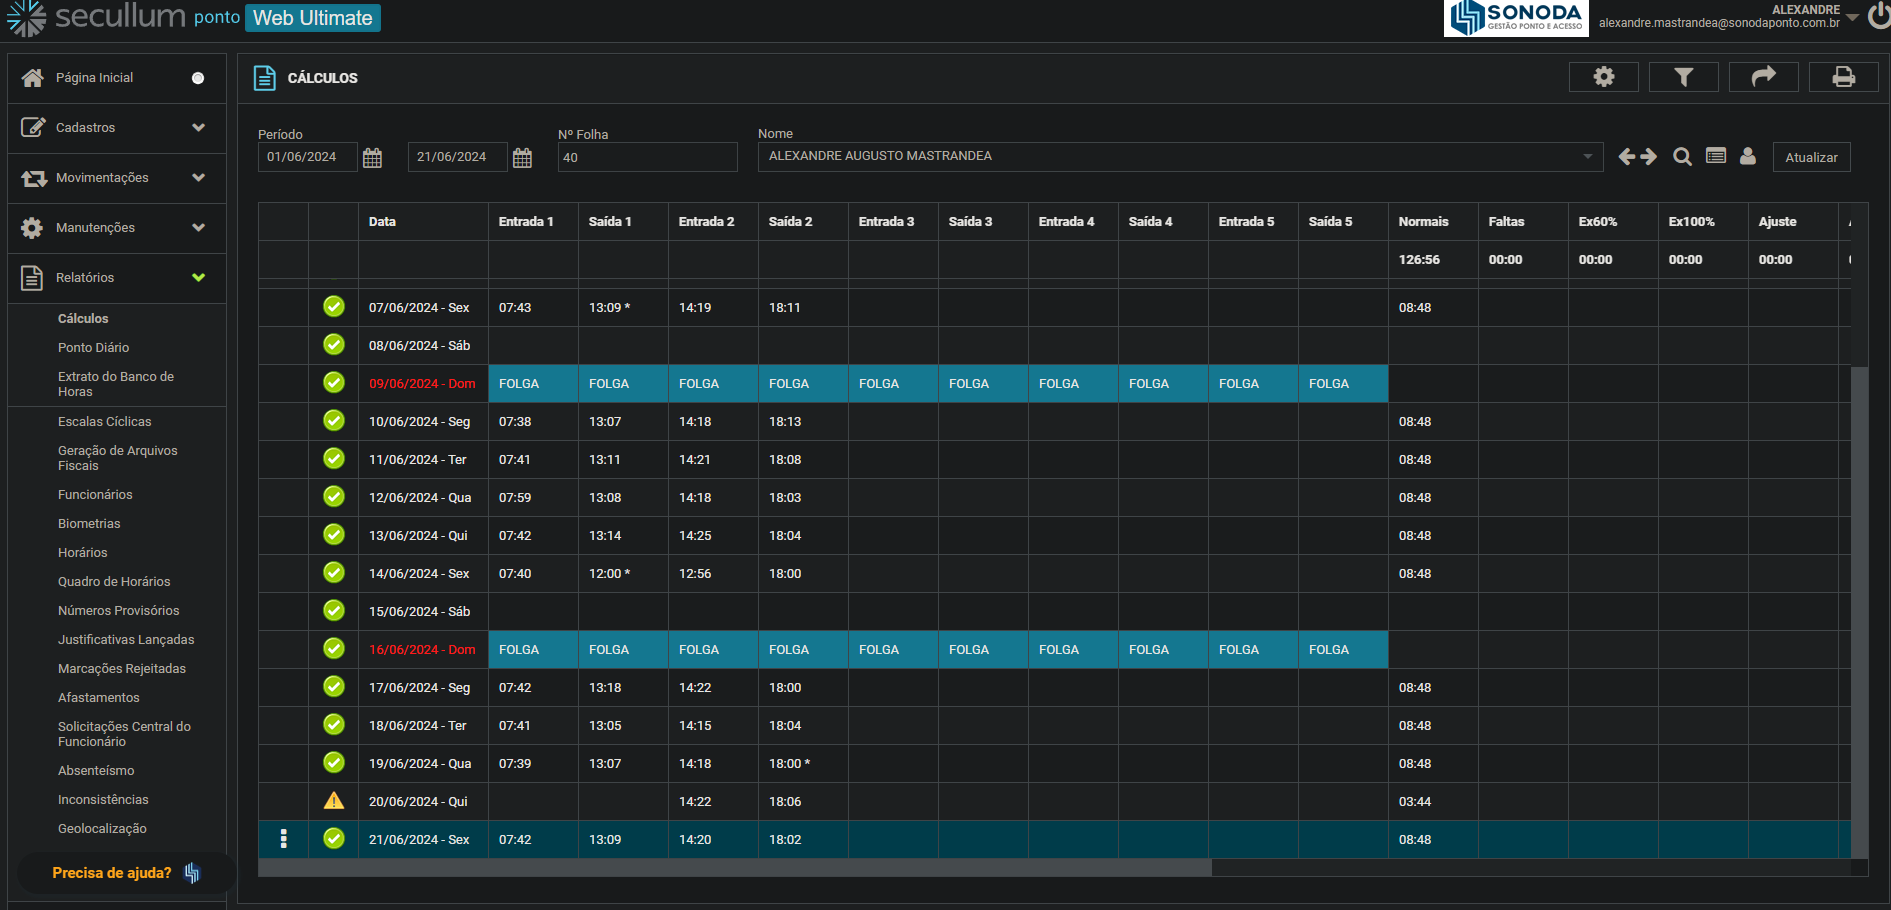 secullum ponto Web Ultimate
SONODA
GESTÃO PONTO E ACESSO
ALEXANDRE
alexandre.mastrandea@sonodaponto.com.br
Página Inicial
Cadastros
Movimentações
Manutenções
Relatórios
Cálculos
Ponto Diário
Extrato do Banco de
Horas
Escalas Cíclicas
Geração de Arquivos
Fiscais
Funcionários
Biometrias
Horários
Quadro de Horários
Números Provisórios
Justificativas Lançadas
Marcações Rejeitadas
Afastamentos
Solicitações Central do
Funcionário
Absenteísmo
Inconsistências
Geolocalização
Precisa de ajuda?
CÁLCULOS
Período Nº Folha Nome
01/06/2024 21/06/2024 40 ALEXANDRE AUGUSTO MASTRANDEA Atualizar
Data Entrada 1 Saída 1 Entrada 2 Saída 2 Entrada 3 Saída 3 Entrada 4 Saída 4 Entrada 5 Saída 5 Normais Faltas Ex60% Ex100% Ajuste
126:56 00:00 00:00 00:00 00:00
07/06/2024 - Sex 07:43 13:09 * 14:19 18:11 08:48
08/06/2024 - Sáb
09/06/2024 - Dom FOLGA FOLGA FOLGA FOLGA FOLGA FOLGA FOLGA FOLGA FOLGA FOLGA
10/06/2024 - Seg 07:38 13:07 14:18 18:13 08:48
11/06/2024 - Ter 07:41 13:11 14:21 18:08 08:48
12/06/2024 - Qua 07:59 13:08 14:18 18:03 08:48
13/06/2024 - Qui 07:42 13:14 14:25 18:04 08:48
14/06/2024 - Sex 07:40 12:00 * 12:56 18:00 08:48
15/06/2024 - Sáb
16/06/2024 - Dom FOLGA FOLGA FOLGA FOLGA FOLGA FOLGA FOLGA FOLGA FOLGA FOLGA
17/06/2024 - Seg 07:42 13:18 14:22 18:00 08:48
18/06/2024 - Ter 07:41 13:05 14:15 18:04 08:48
19/06/2024 - Qua 07:39 13:07 14:18 18:00 * 08:48
20/06/2024 - Qui 14:22 18:06 03:44
21/06/2024 - Sex 07:42 13:09 14:20 18:02 08:48